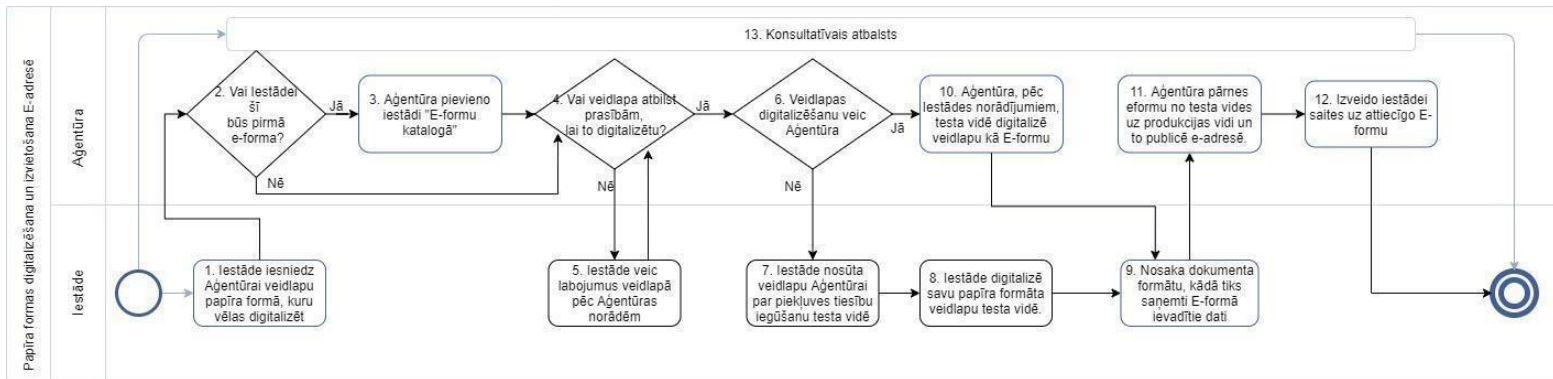 Papīra formas digitalizēšana un izvietošana E-adresē
Aģentūra
Iestāde
13. Konsultatīvais atbalsts
2. Vai Iestādei
šī
būs pirmā
e-forma?
Jā
Nē
3. Aģentūra pievieno
iestādi "E-formu
katalogā"
4. Vai veidlapa atbilst
prasībām,
lai to digitalizētu?
Jā
Nē
6. Veidlapas
digitalizēšanu veic
Aģentūra
Jā
Nē
10. Aģentūra, pēc
Iestādes norādījumiem,
testa vidē digitalizē
veidlapu kā E-formu
11. Aģentūra pārnes
eformu no testa vides
uz produkcijas vidi un
to publicē e-adresē.
12. Izveido iestādei
saites uz attiecīgo E-
formu
1. Iestāde iesniedz
Aģentūrai veidlapu
papīra formā, kuru
vēlas digitalizēt
5. Iestāde veic
labojumus veidlapā
pēc Aģentūras
norādēm
7. Iestāde nosūta
veidlapu Aģentūrai
par piekļuves tiesību
iegūšanu testa vidē
8. Iestāde digitalizē
savu papīra formāta
veidlapu testa vidē.
9. Nosaka dokumenta
formātu, kādā tiks
saņemti E-formā
ievadītie dati